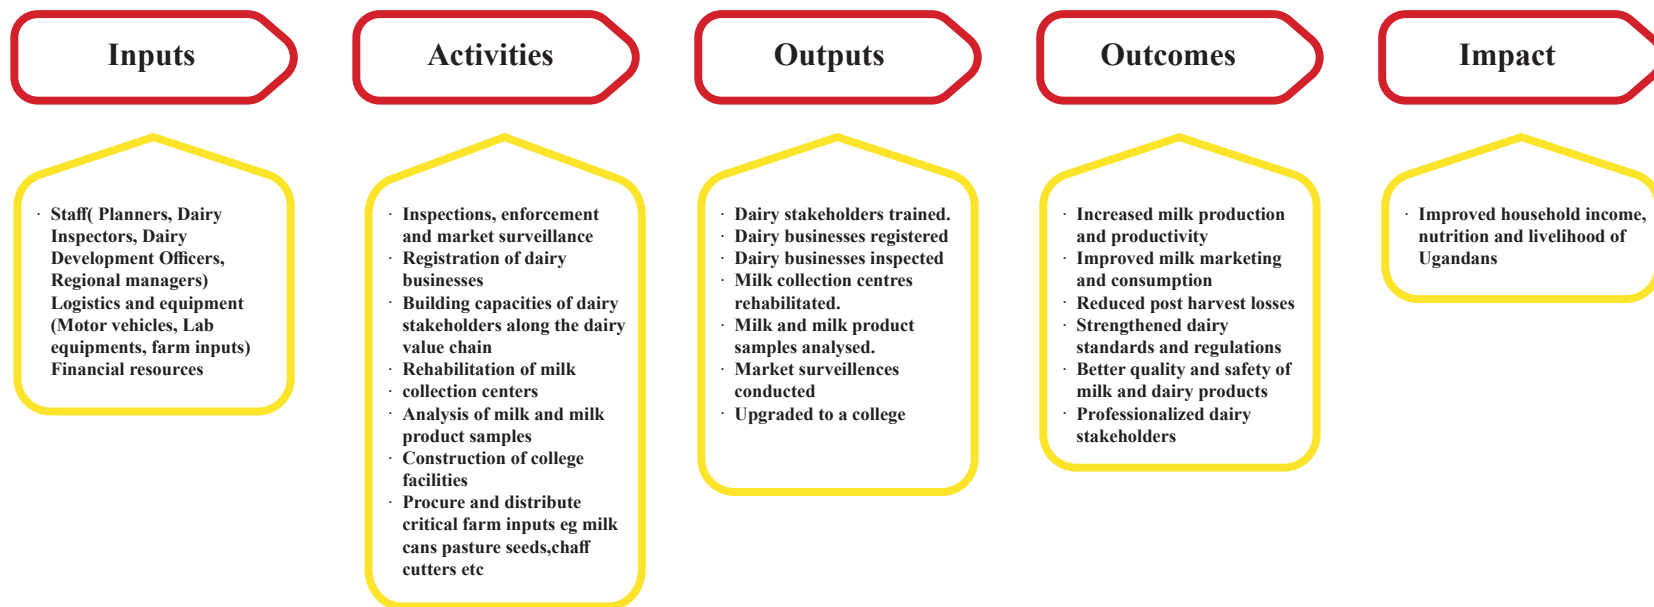 Inputs
Activities
Outputs
Outcomes
Impact
· Staff( Planners, Dairy
Inspectors, Dairy
Development Officers,
Regional managers)
Logistics and equipment
(Motor vehicles, Lab
equipments, farm inputs)
Financial resources
· Inspections, enforcement
and market surveillance
· Registration of dairy
businesses
· Building capacities of dairy
stakeholders along the dairy
value chain
· Rehabilitation of milk
· collection centers
· Analysis of milk and milk
product samples
· Construction of college
facilities
· Procure and distribute
critical farm inputs eg milk
cans pasture seeds,chaff
cutters etc
· Dairy stakeholders trained.
· Dairy businesses registered
· Dairy businesses inspected
· Milk collection centres
rehabilitated.
· Milk and milk product
samples analysed.
· Market surveillences
conducted
· Upgraded to a college
· Increased milk production
and productivity
· Improved milk marketing
and consumption
· Reduced post harvest losses
· Strengthened dairy
standards and regulations
· Better quality and safety of
milk and dairy products
· Professionalized dairy
stakeholders
· Improved household income,
nutrition and livelihood of
Ugandans